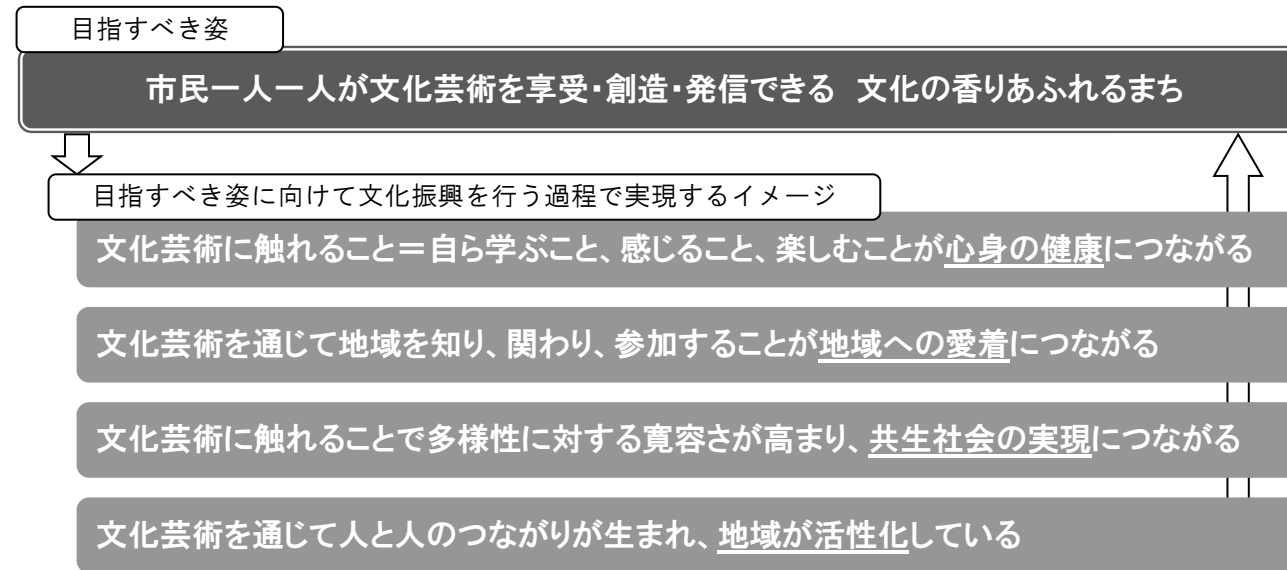 目指すべき姿
市民一人一人が文化芸術を享受・創造・発信できる　文化の香りあふれるまち
目指すべき姿に向けて文化振興を行う過程で実現するイメージ
文化芸術に触れること＝自ら学ぶこと、感じること、楽しむことが心身の健康につながる
文化芸術を通じて地域を知り、関わり、参加することが地域への愛着につながる
文化芸術に触れることで多様性に対する寛容さが高まり、共生社会の実現につながる
文化芸術を通じて人と人のつながりが生まれ、地域が活性化している